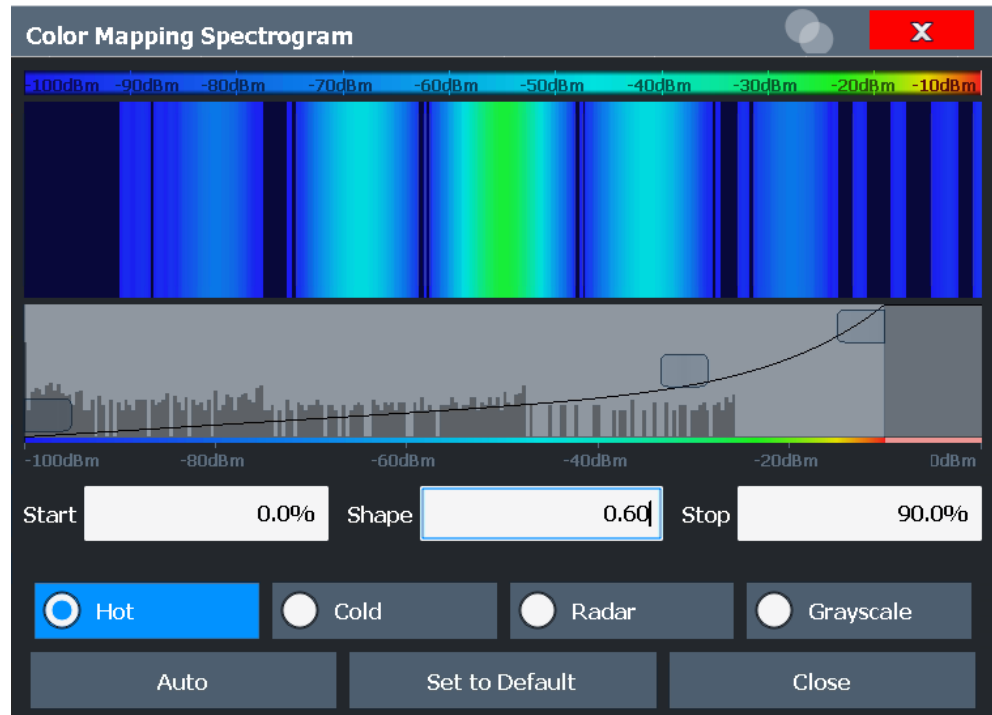 Color Mapping Spectrogram X
-100dBm -90dBm -80dBm -70dBm -60dBm -50dBm -40dBm -30dBm -20dBm -10dBm
-100dBm -80dBm -60dBm -40dBm -20dBm 0dBm
Start 0.0% Shape 0.60 Stop 90.0%
Hot Cold Radar Grayscale
Auto Set to Default Close